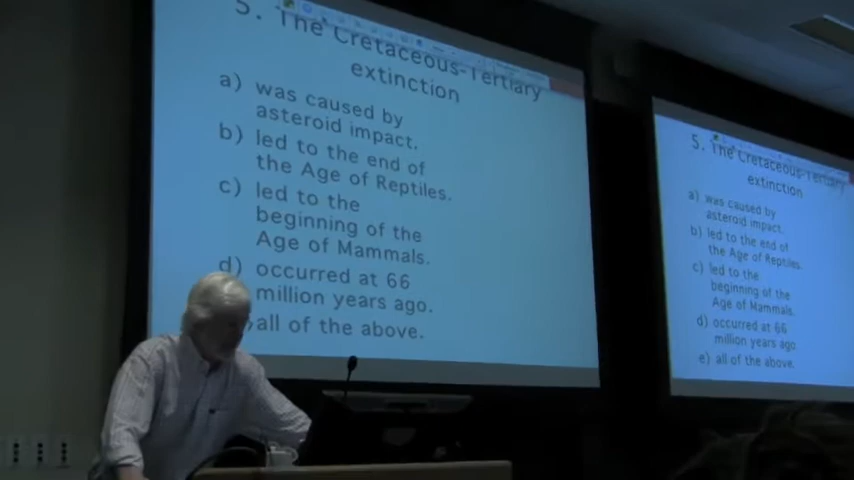 5. The Cretaceous-Tertiary
extinction
a) was caused by
asteroid impact.
b) led to the end of
the Age of Reptiles.
c) led to the
beginning of the
Age of Mammals.
d) occurred at 66
million years ago.
all of the above.
5. The Cretaceous-Tertiary
extinction
a) was caused by
asteroid impact.
b) led to the end of
the Age of Reptiles.
c) led to the
beginning of the
Age of Mammals.
d) occurred at 66
million years ago
e) all of the above.